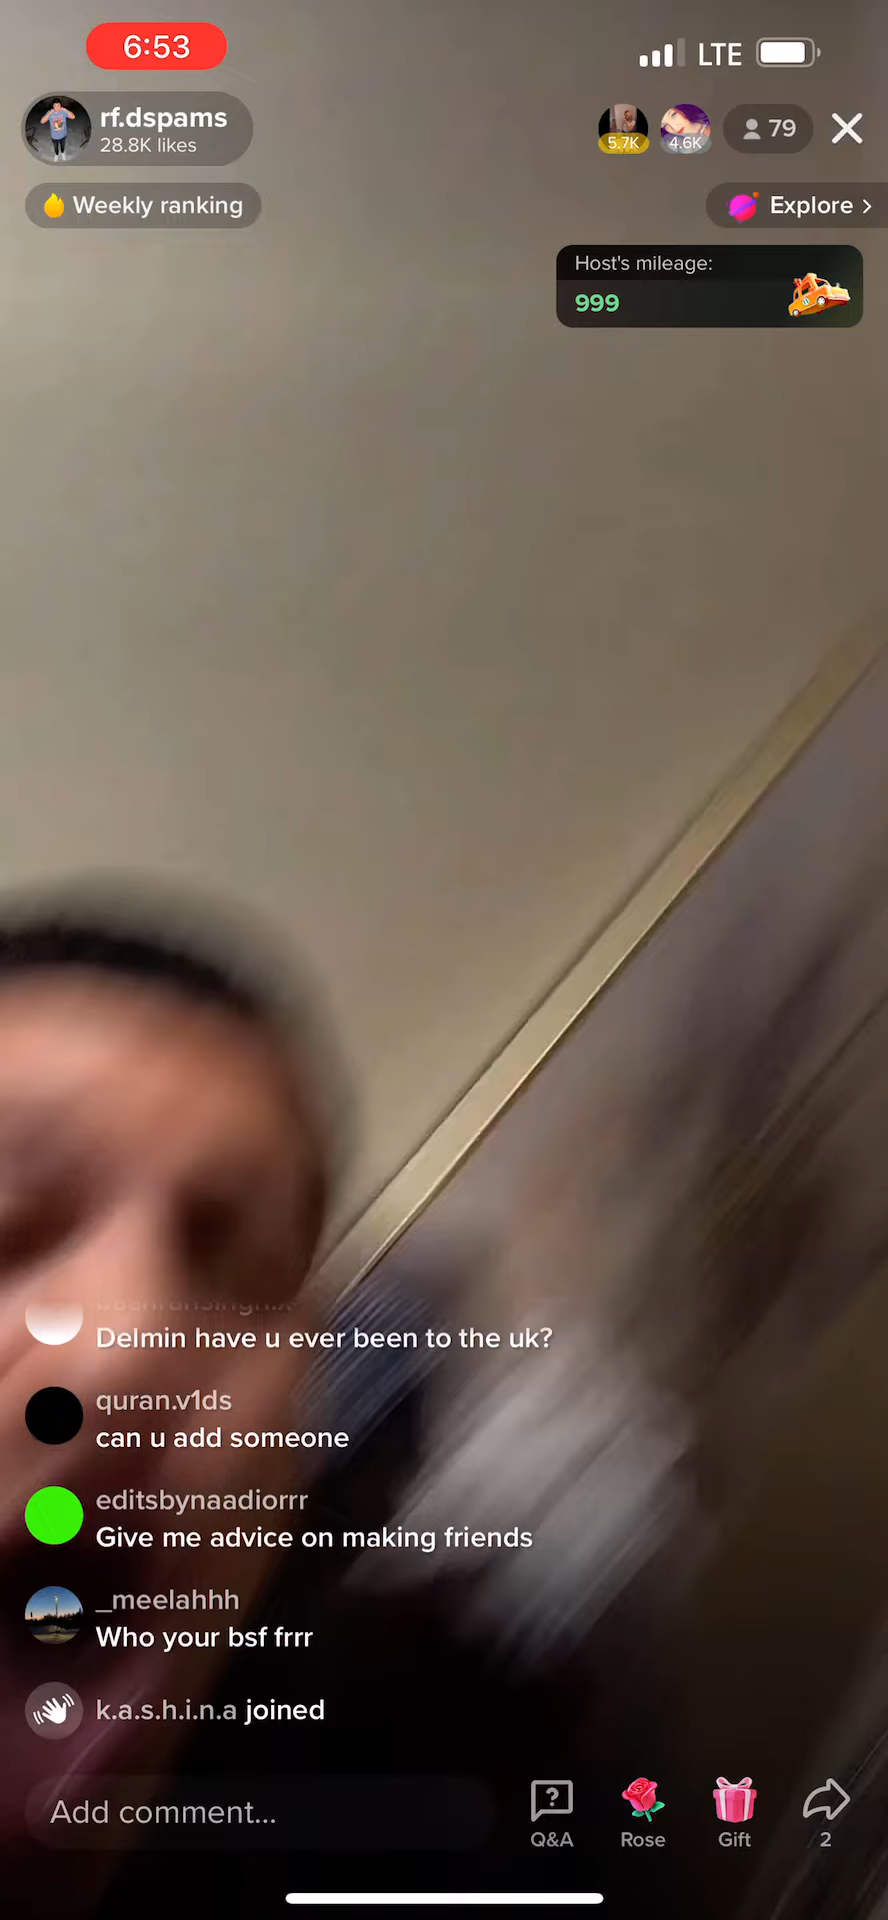 6:53
LTE
rf.dspams
28.8K likes
5.7K
4.6K
79
Weekly ranking
Explore >
Host's mileage:
999
Delmin have u ever been to the uk?
quran.v1ds
can u add someone
editsbynaadiorrr
Give me advice on making friends
_meelahhh
Who your bsf frrr
k.a.s.h.i.n.a joined
Add comment...
Q&A
Rose
Gift
2